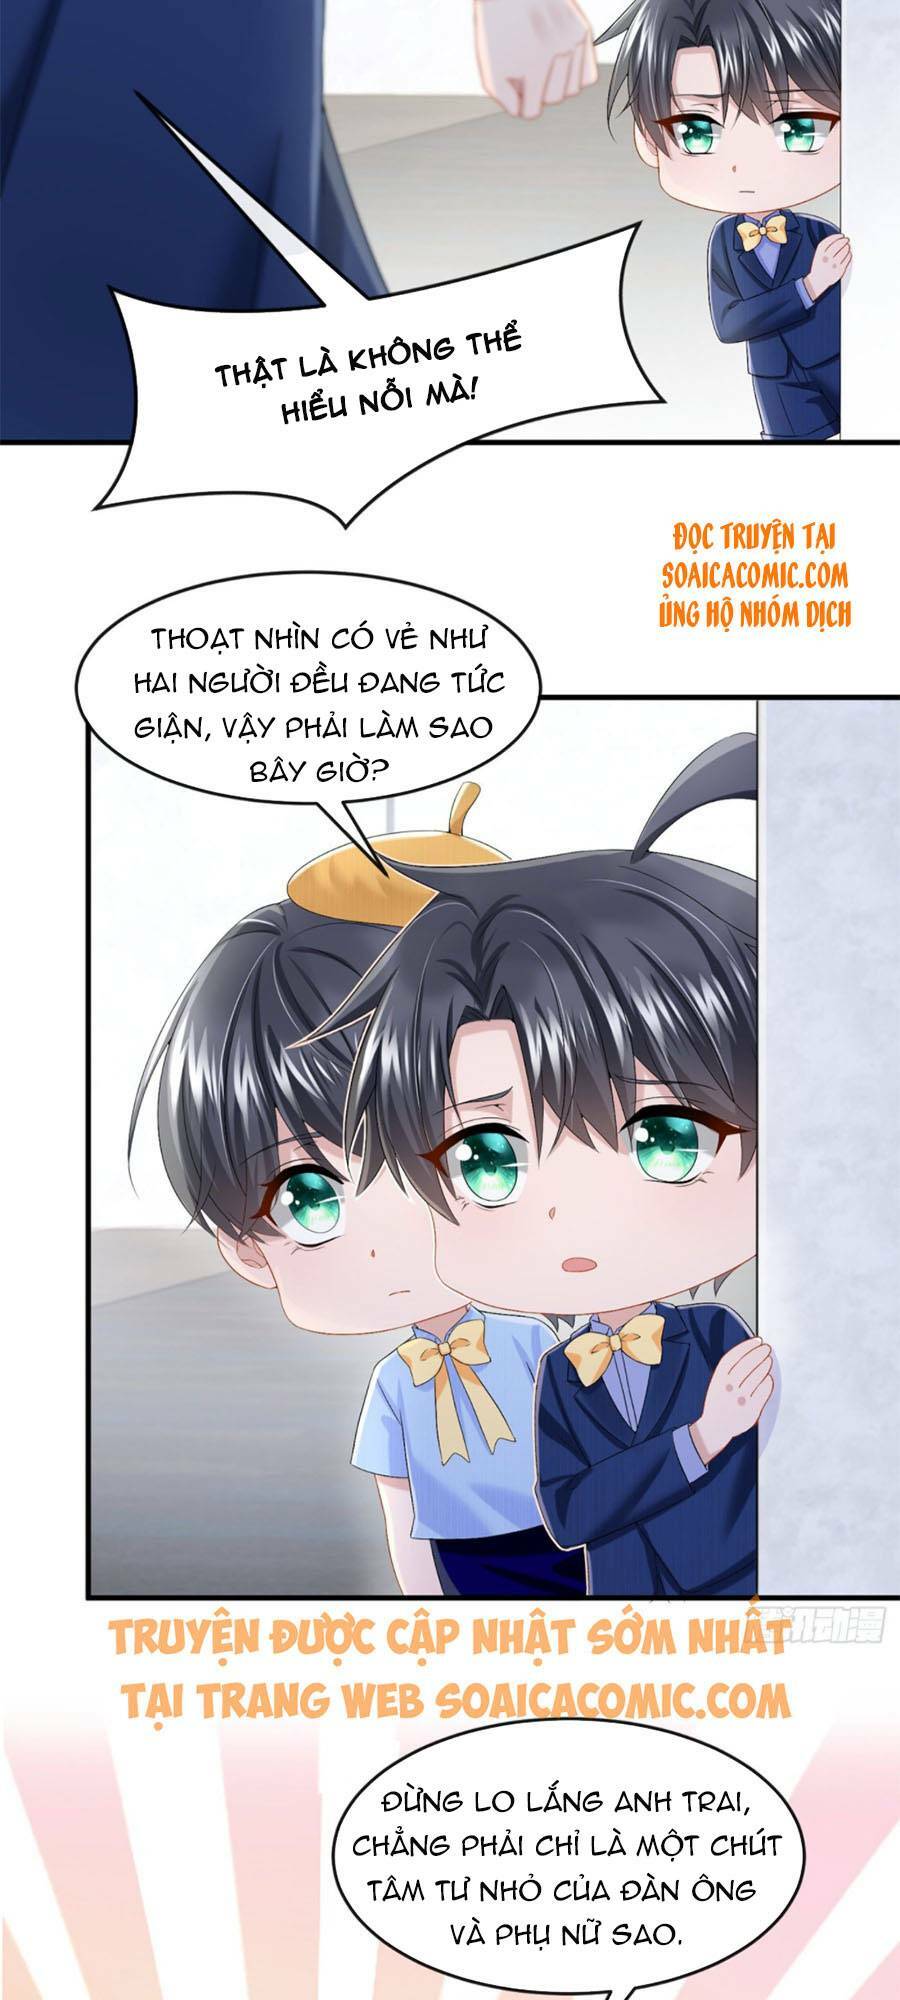 THẬT LÀ KHÔNG THỂ
HIỂU NỖI MÀ!
ĐỌC TRUYỆN TẠI
SOAICACOMIC.COM
ỦNG HỘ NHÓM DỊCH
THOẠT NHÌN CÓ VẺ NHƯ
HAI NGƯỜI ĐỀU ĐANG TỨC
GIẬN, VẬY PHẢI LÀM SAO
BÂY GIỜ?
TRUYỆN ĐƯỢC CẬP NHẬT SỚM NHẤT
TẠI TRANG WEB SOAICACOMIC.COM
ĐỪNG LO LẮNG ANH TRAI,
CHẲNG PHẢI CHỈ LÀ MỘT CHÚT
TÂM TƯ NHỎ CỦA ĐÀN ÔNG
VÀ PHỤ NỮ SAO.